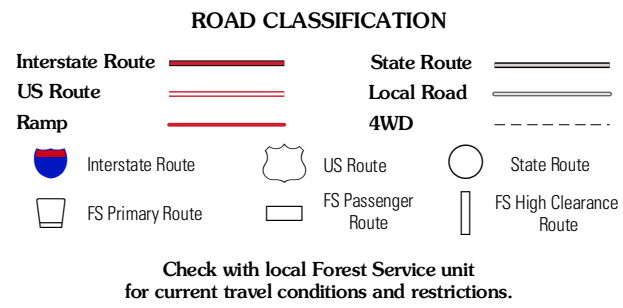 ROAD CLASSIFICATION
Interstate Route
State Route
US Route
Local Road
Ramp
4WD
Interstate Route
US Route
State Route
FS Primary Route
FS Passenger
Route
FS High Clearance
Route
Check with local Forest Service unit
for current travel conditions and restrictions.